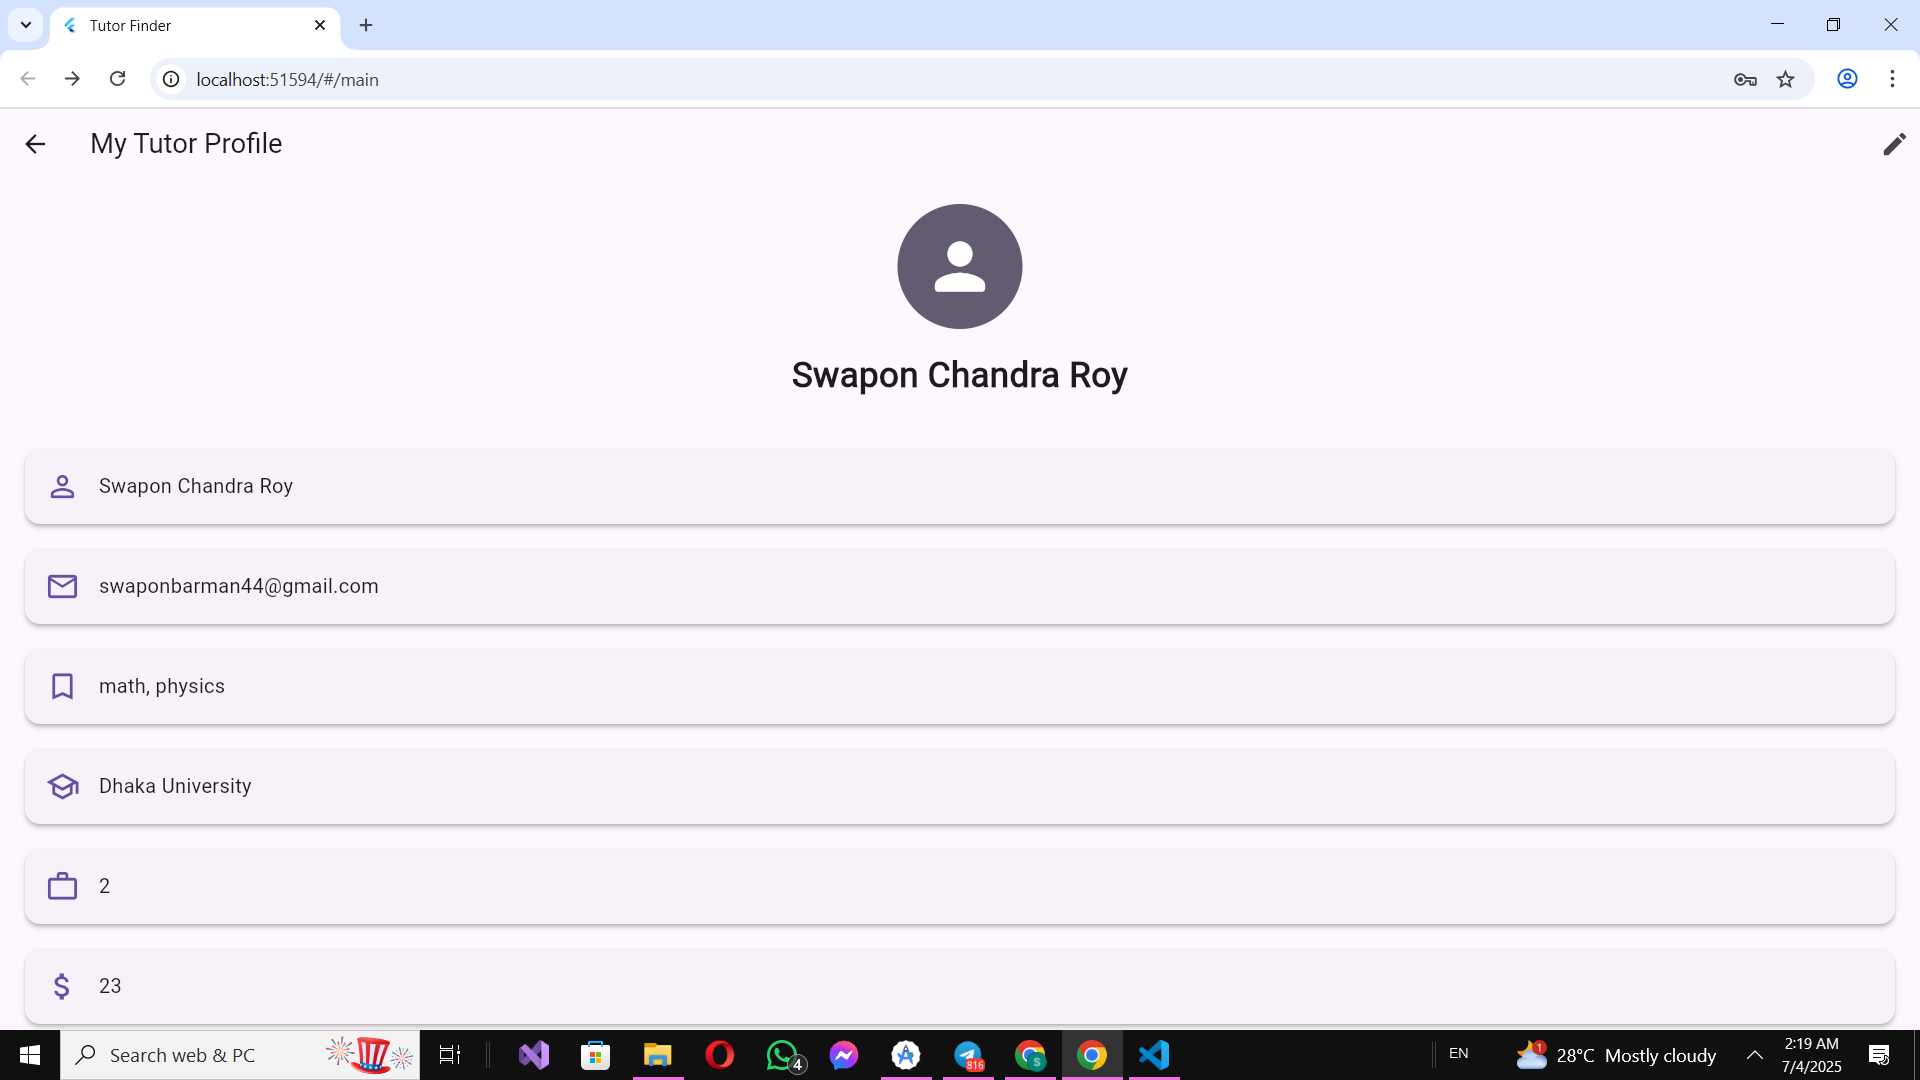 Tutor Finder
localhost:51594/#/main
My Tutor Profile
Swapon Chandra Roy
Swapon Chandra Roy
swaponbarman44@gmail.com
math, physics
Dhaka University
2
$ 23
Search web & PC
4
816
S
EN
1
28°C Mostly cloudy
2:19 AM
7/4/2025